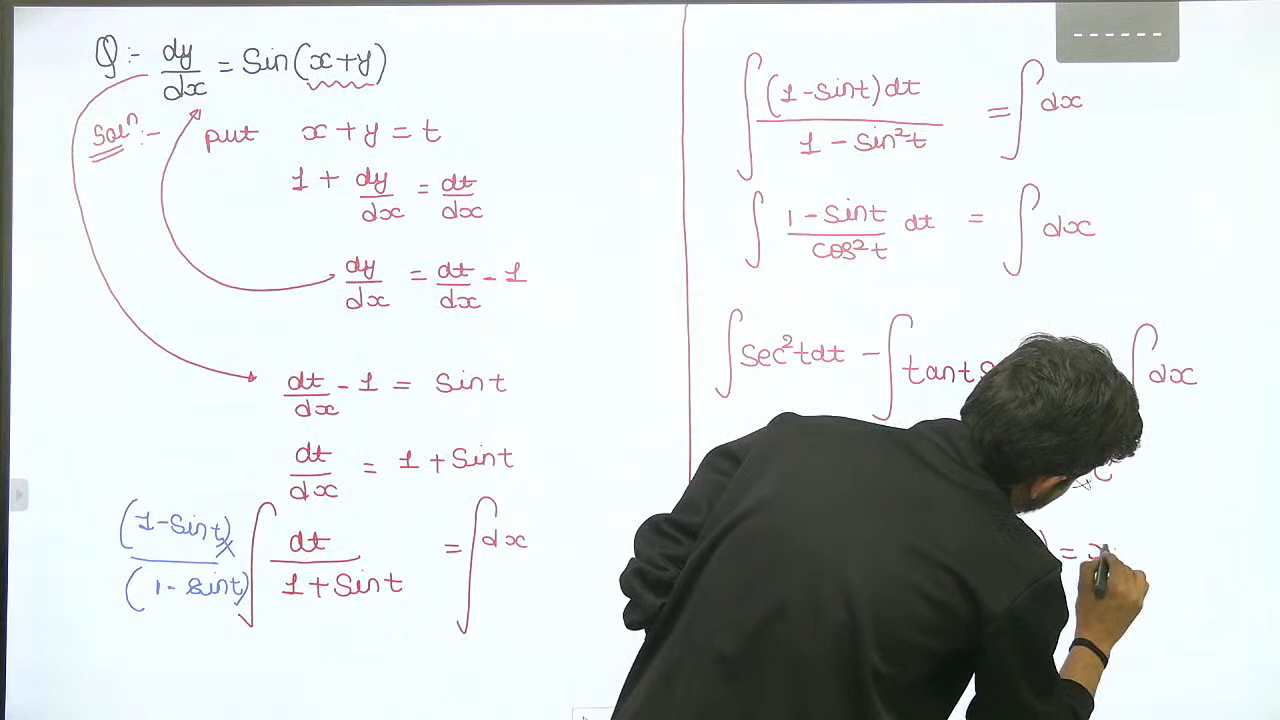 Q:- dy/dx = Sin(x+y)
Solⁿ:- put x + y = t
1 + dy/dx = dt/dx
dy/dx = dt/dx - 1
dt/dx - 1 = Sint
dt/dx = 1 + Sint
(1-Sint)/(1-Sint) × ∫ dt/(1+Sint) = ∫dx
∫ (1-Sint)dt/(1-Sin²t) = ∫dx
∫ (1-Sint)/cos²t dt = ∫dx
∫sec²tdt - ∫tant ∫dx
) = x